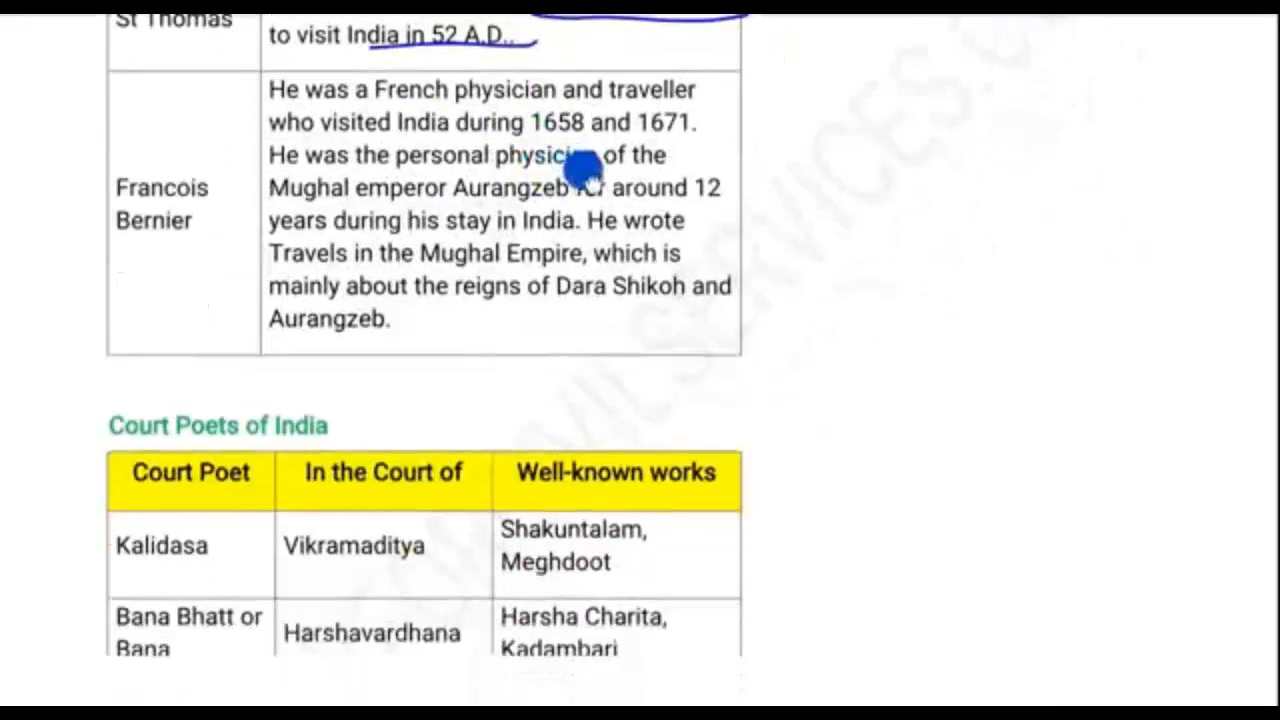 St Thomas
to visit India in 52 A.D..
Francois
Bernier
He was a French physician and traveller
who visited India during 1658 and 1671.
He was the personal physician of the
Mughal emperor Aurangzeb around 12
years during his stay in India. He wrote
Travels in the Mughal Empire, which is
mainly about the reigns of Dara Shikoh and
Aurangzeb.
Court Poets of India
Court Poet In the Court of Well-known works
Kalidasa Vikramaditya Shakuntalam,
Meghdoot
Bana Bhatt or
Bana
Harshavardhana
Harsha Charita,
Kadambari
SERVICES